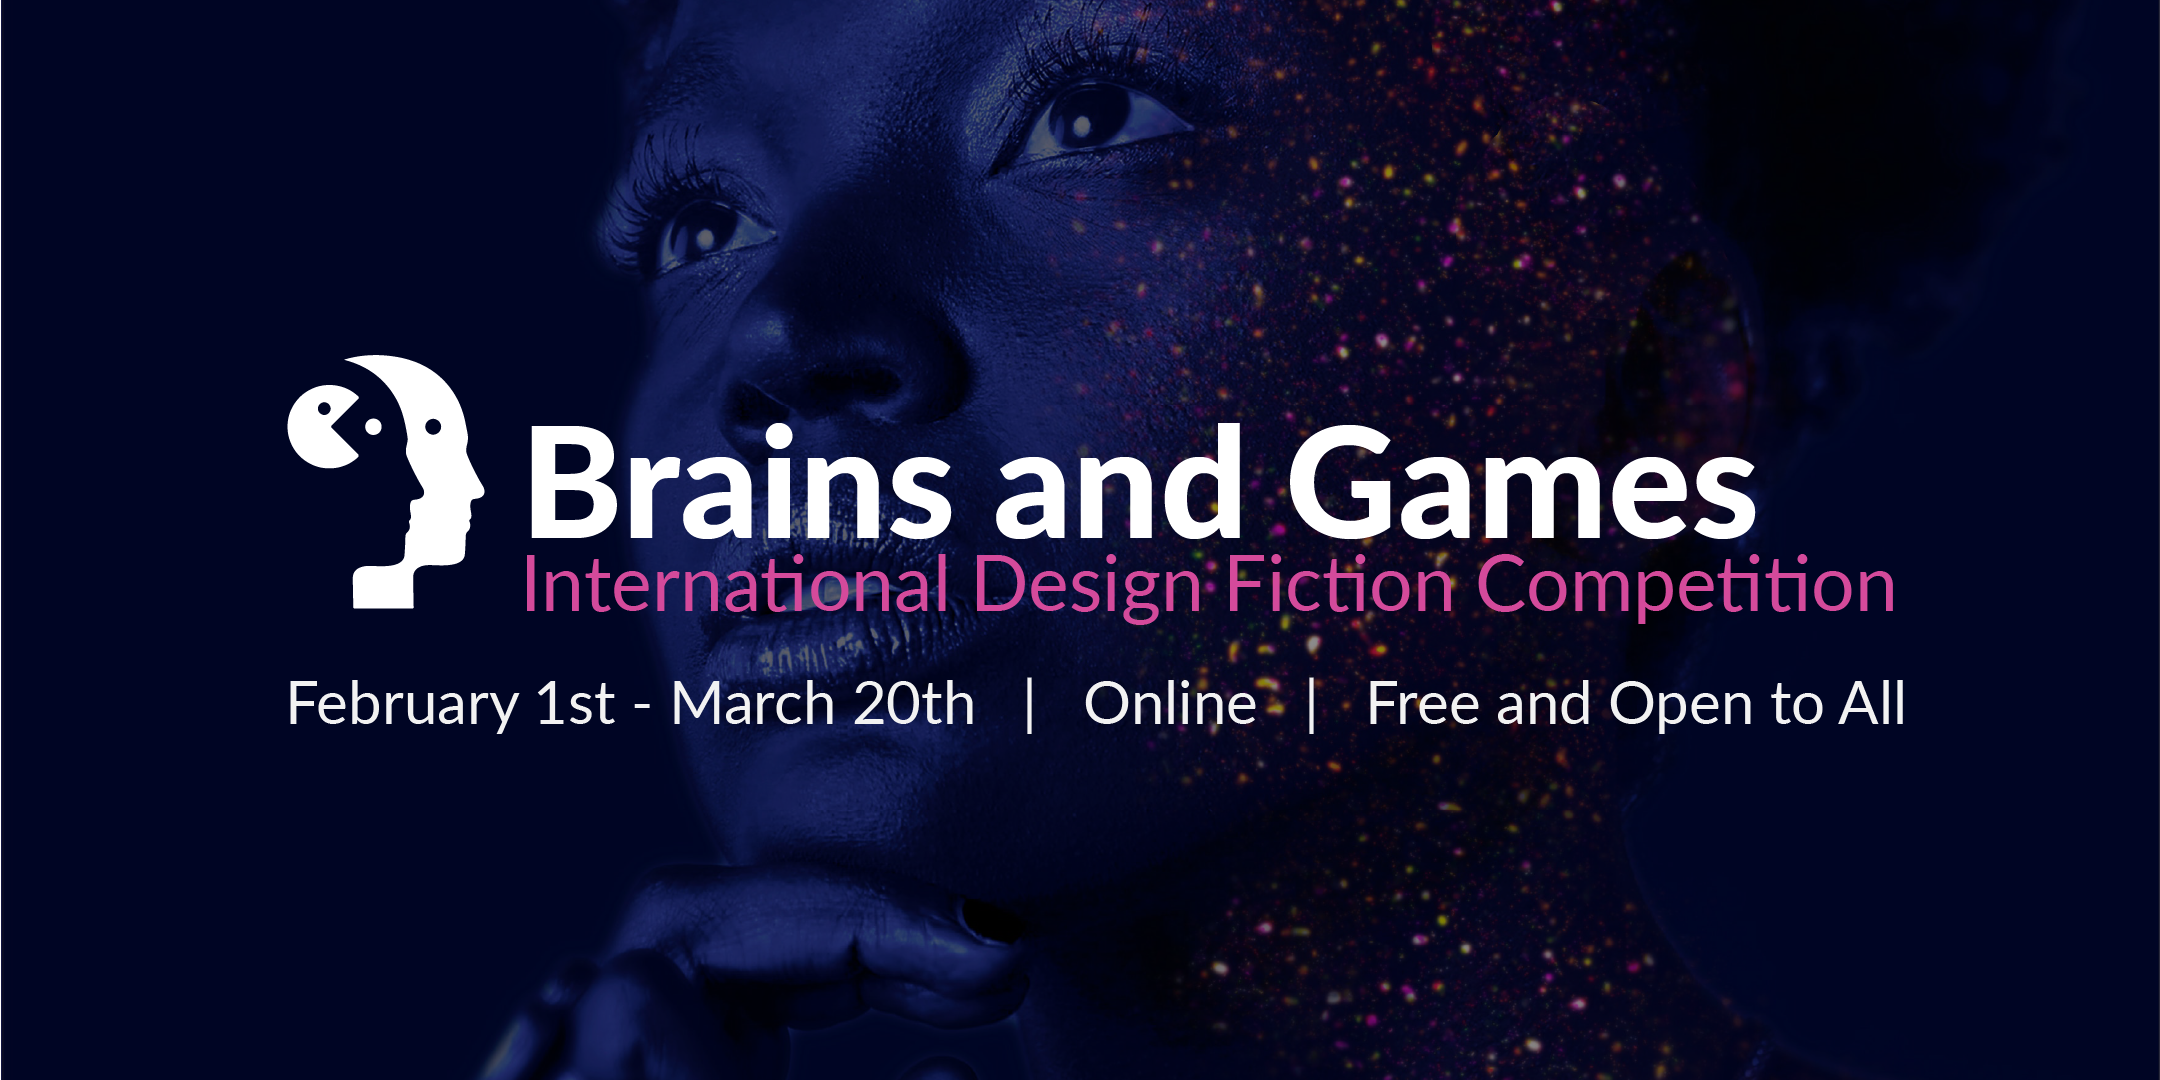 Brains and Games
International Design Fiction Competition
February 1st - March 20th | Online | Free and Open to All